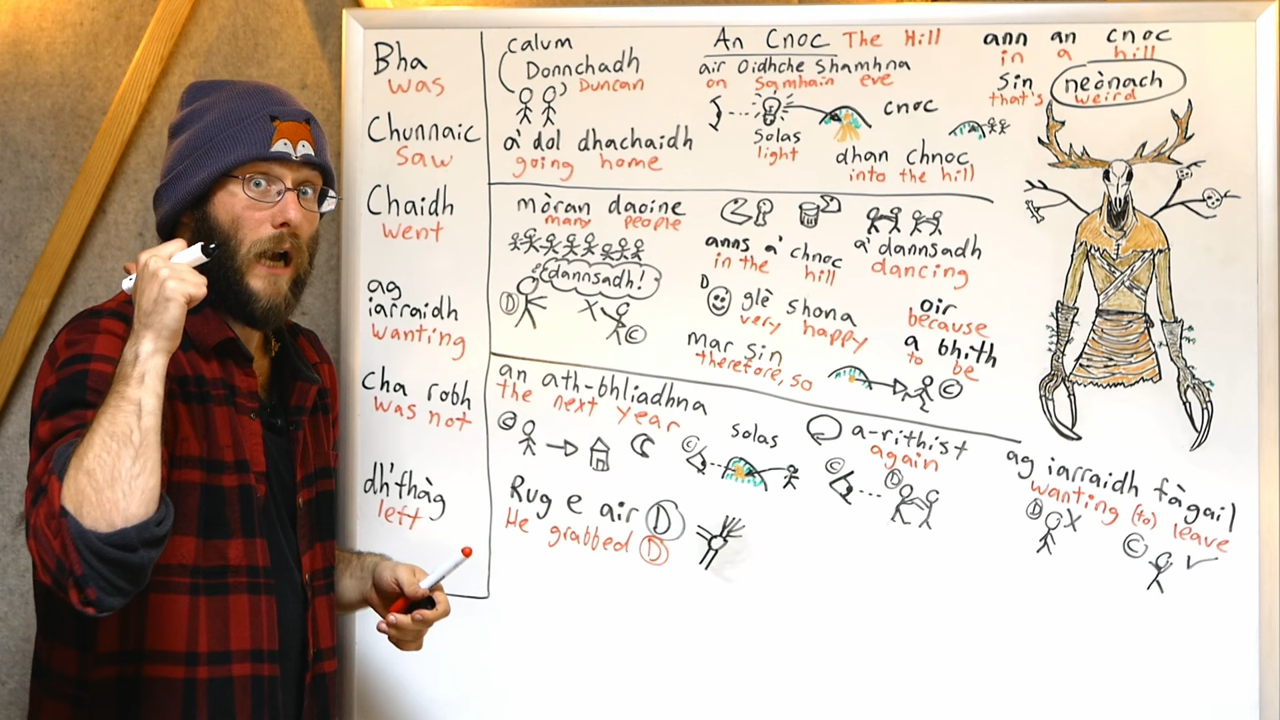 Bha
was
Chunnaic
Saw
Chaidh
went
ag
iarraidh
wanting
cha robh
was not
dh'fhàg
left
Calum
Donnchadh
Duncan
a' dol dhachaidh
going home
An Cnoc The Hill
air Oidhche Shamhna
on Samhain eve
cnoc
Solas
light
dhan chnoc
into the hill
ann an cnoc
in a hill
Sin neònach
that's weird
mòran daoine
many people
dannsadh!
D
X
C
anns a' chnoc
in the hill
a' dannsadh
dancing
D
glè shona
very happy
oir
because
a bhith
to be
mar sin
therefore, so
C
an ath-bhliadhna
the next year
C
C
solas
a-rithist
again
C
D
ag iarraidh fàgail
wanting (to) leave
D X
C ✓
Rug e air D
He grabbed D